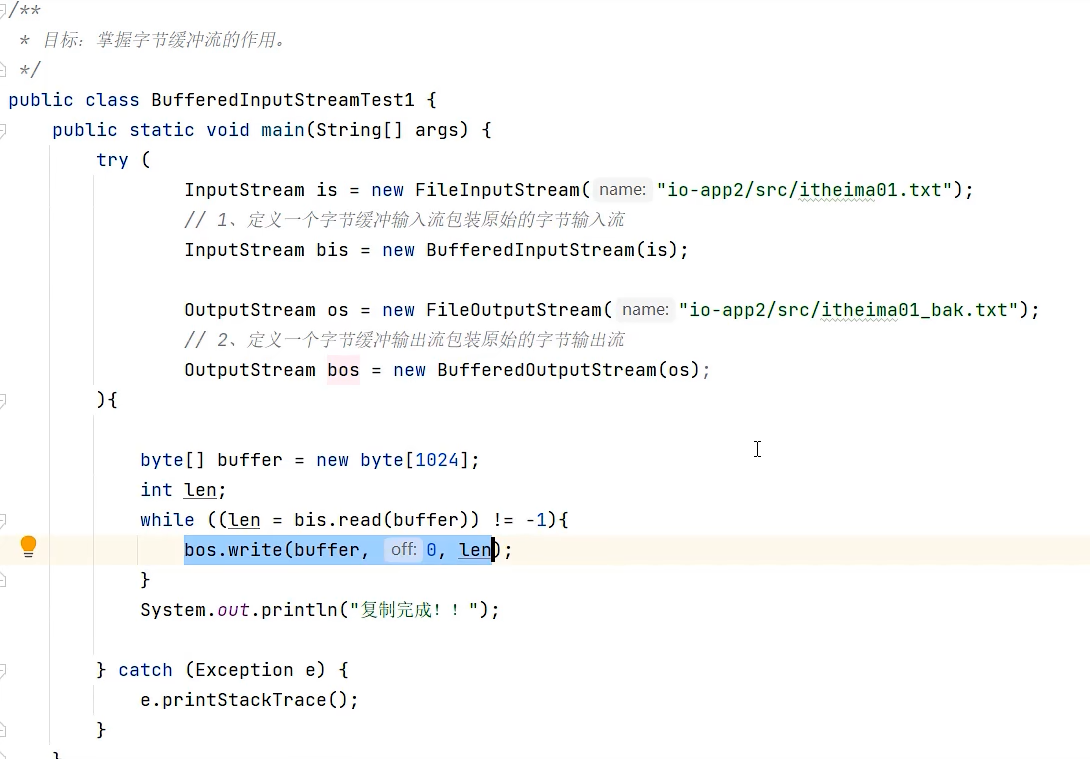 /**
 * 目标：掌握字节缓冲流的作用。
 */
public class BufferedInputStreamTest1 {
    public static void main(String[] args) {
        try (
                InputStream is = new FileInputStream( name: "io-app2/src/itheima01.txt");
                // 1、定义一个字节缓冲输入流包装原始的字节输入流
                InputStream bis = new BufferedInputStream(is);
                OutputStream os = new FileOutputStream( name: "io-app2/src/itheima01_bak.txt");
                // 2、定义一个字节缓冲输出流包装原始的字节输出流
                OutputStream bos = new BufferedOutputStream(os);
        ){
            byte[] buffer = new byte[1024];
            int len;
            while ((len = bis.read(buffer)) != -1){
                bos.write(buffer, off: 0, len);
            }
            System.out.println("复制完成！！");
        } catch (Exception e) {
            e.printStackTrace();
        }
    }